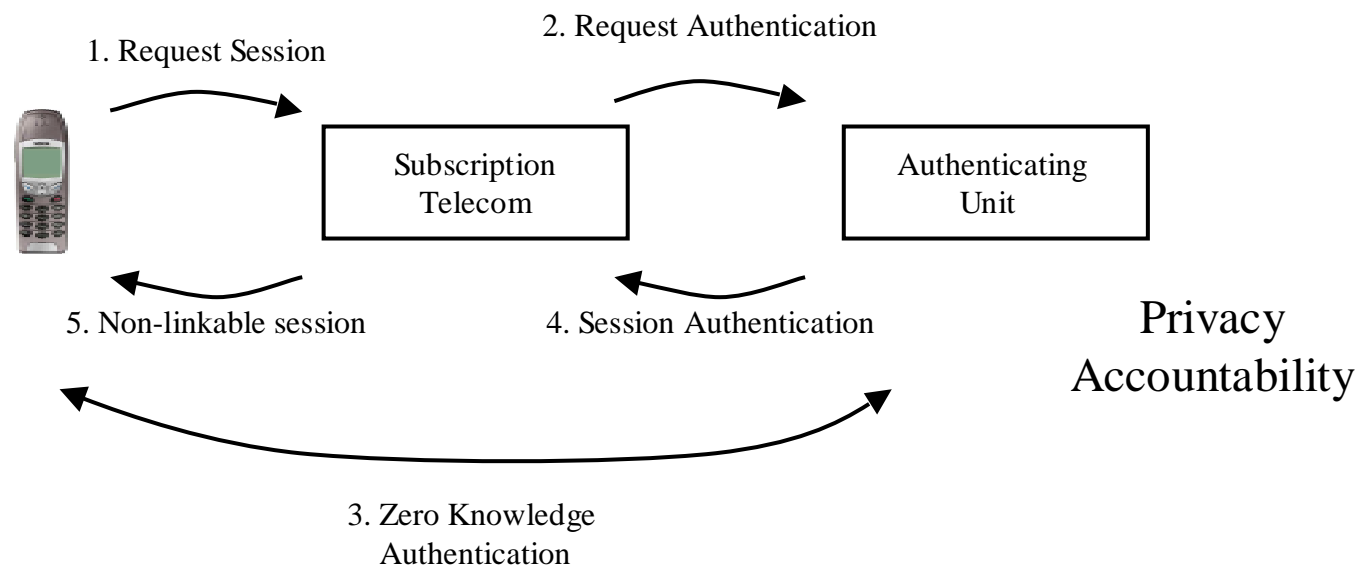 1. Request Session
2. Request Authentication
Subscription
Telecom
Authenticating
Unit
5. Non-linkable session
4. Session Authentication
Privacy
Accountability
3. Zero Knowledge
Authentication